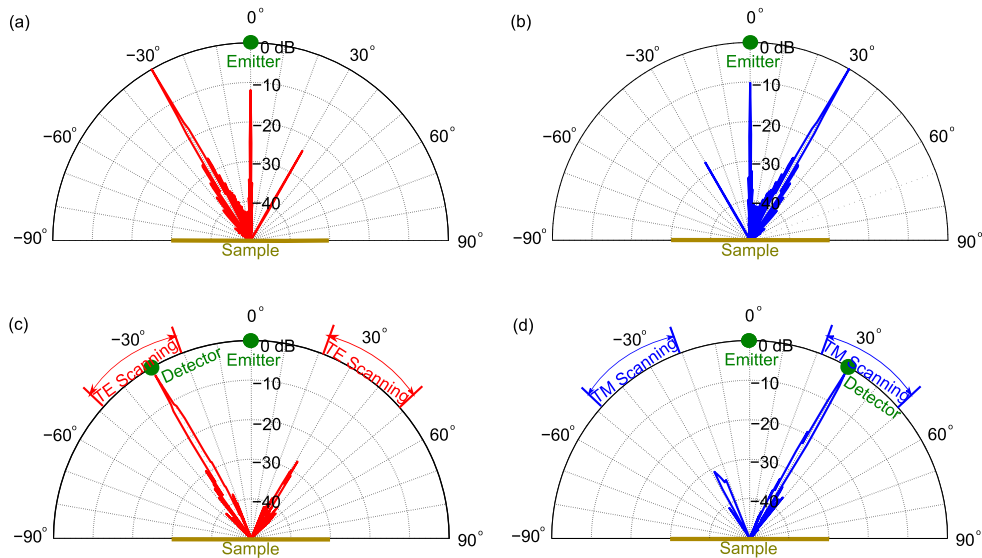 (a)
0°
−30°
30°
0 dB
Emitter
−10
−60°
60°
−20
−30
−40
−90°
90°
Sample
(b)
0°
−30°
30°
0 dB
Emitter
−10
−60°
60°
−20
−30
−40
−90°
90°
Sample
(c)
0°
−30°
30°
TE Scanning
TE Scanning
0 dB
Detector
Emitter
−10
−60°
60°
−20
−30
−40
−90°
90°
Sample
(d)
0°
−30°
30°
TM Scanning
TM Scanning
0 dB
Emitter
Detector
−10
−60°
60°
−20
−30
−40
−90°
90°
Sample